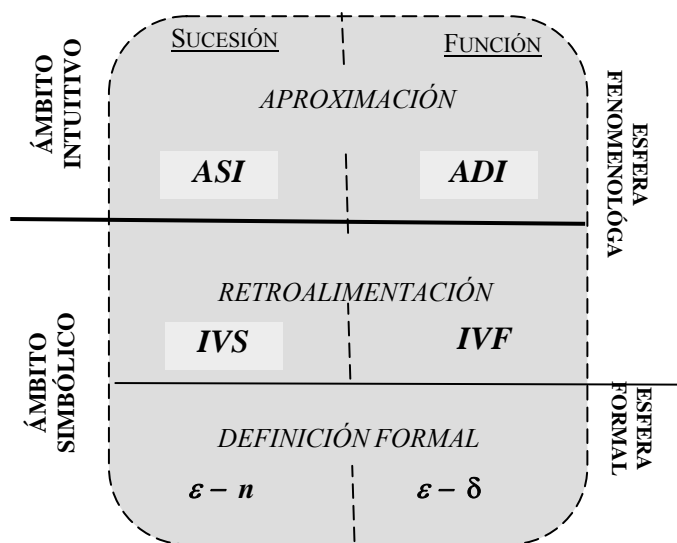 SUCESIÓN FUNCIÓN
ÁMBITO
INTUITIVO
APROXIMACIÓN
ASI ADI
ESFERA
FENOMENOLÓGA
RETROALIMENTACIÓN
IVS IVF
ÁMBITO
SIMBÓLICO
DEFINICIÓN FORMAL
ε – n ε – δ
ESFERA
FORMAL